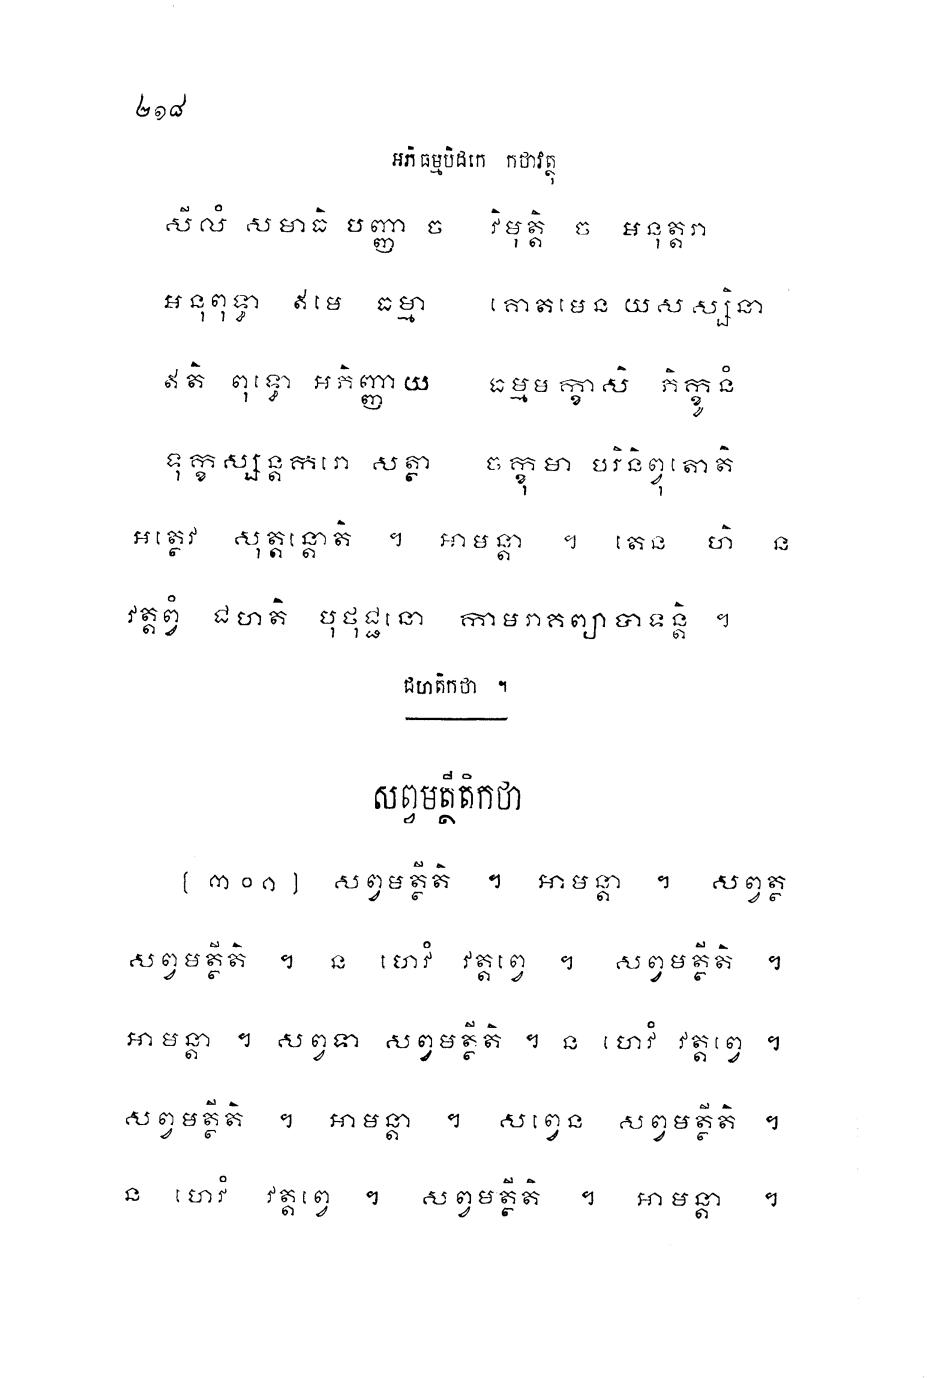 ២១៨
អភិធម្មបិដកេ កថាវត្ថុ
សីលំ សមាធិ បញ្ញា ច វិមុត្តិ ច អនុត្តរា
អនុពុទ្ធា ឥមេ ធម្មា គោតមេន យសស្សិនា
ឥតិ ពុទ្ធោ អភិញ្ញាយ ធម្មមក្ខាសិ ភិក្ខូនំ
ទុក្ខស្សន្តករោ សត្ថា ចក្ខុមា បរិនិព្វុតោតិ
អត្ថេវ សុត្តន្តោតិ ។ អាមន្តា ។ តេន ហិ ន
វត្តព្វំ ជហតិ បុថុជ្ជនោ កាមរាគព្យាបាទន្តិ ។
ជហតិកថា ។
សព្វមត្ថីតិកថា
[ ៣០១ ] សព្វមត្ថីតិ ។ អាមន្តា ។ សព្វត្ថ
សព្វមត្ថីតិ ។ ន ហេវំ វត្តព្វេ ។ សព្វមត្ថីតិ ។
អាមន្តា ។ សព្វទា សព្វមត្ថីតិ ។ ន ហេវំ វត្តព្វេ ។
សព្វមត្ថីតិ ។ អាមន្តា ។ សព្វេន សព្វមត្ថីតិ ។
ន ហេវំ វត្តព្វេ ។ សព្វមត្ថីតិ ។ អាមន្តា ។